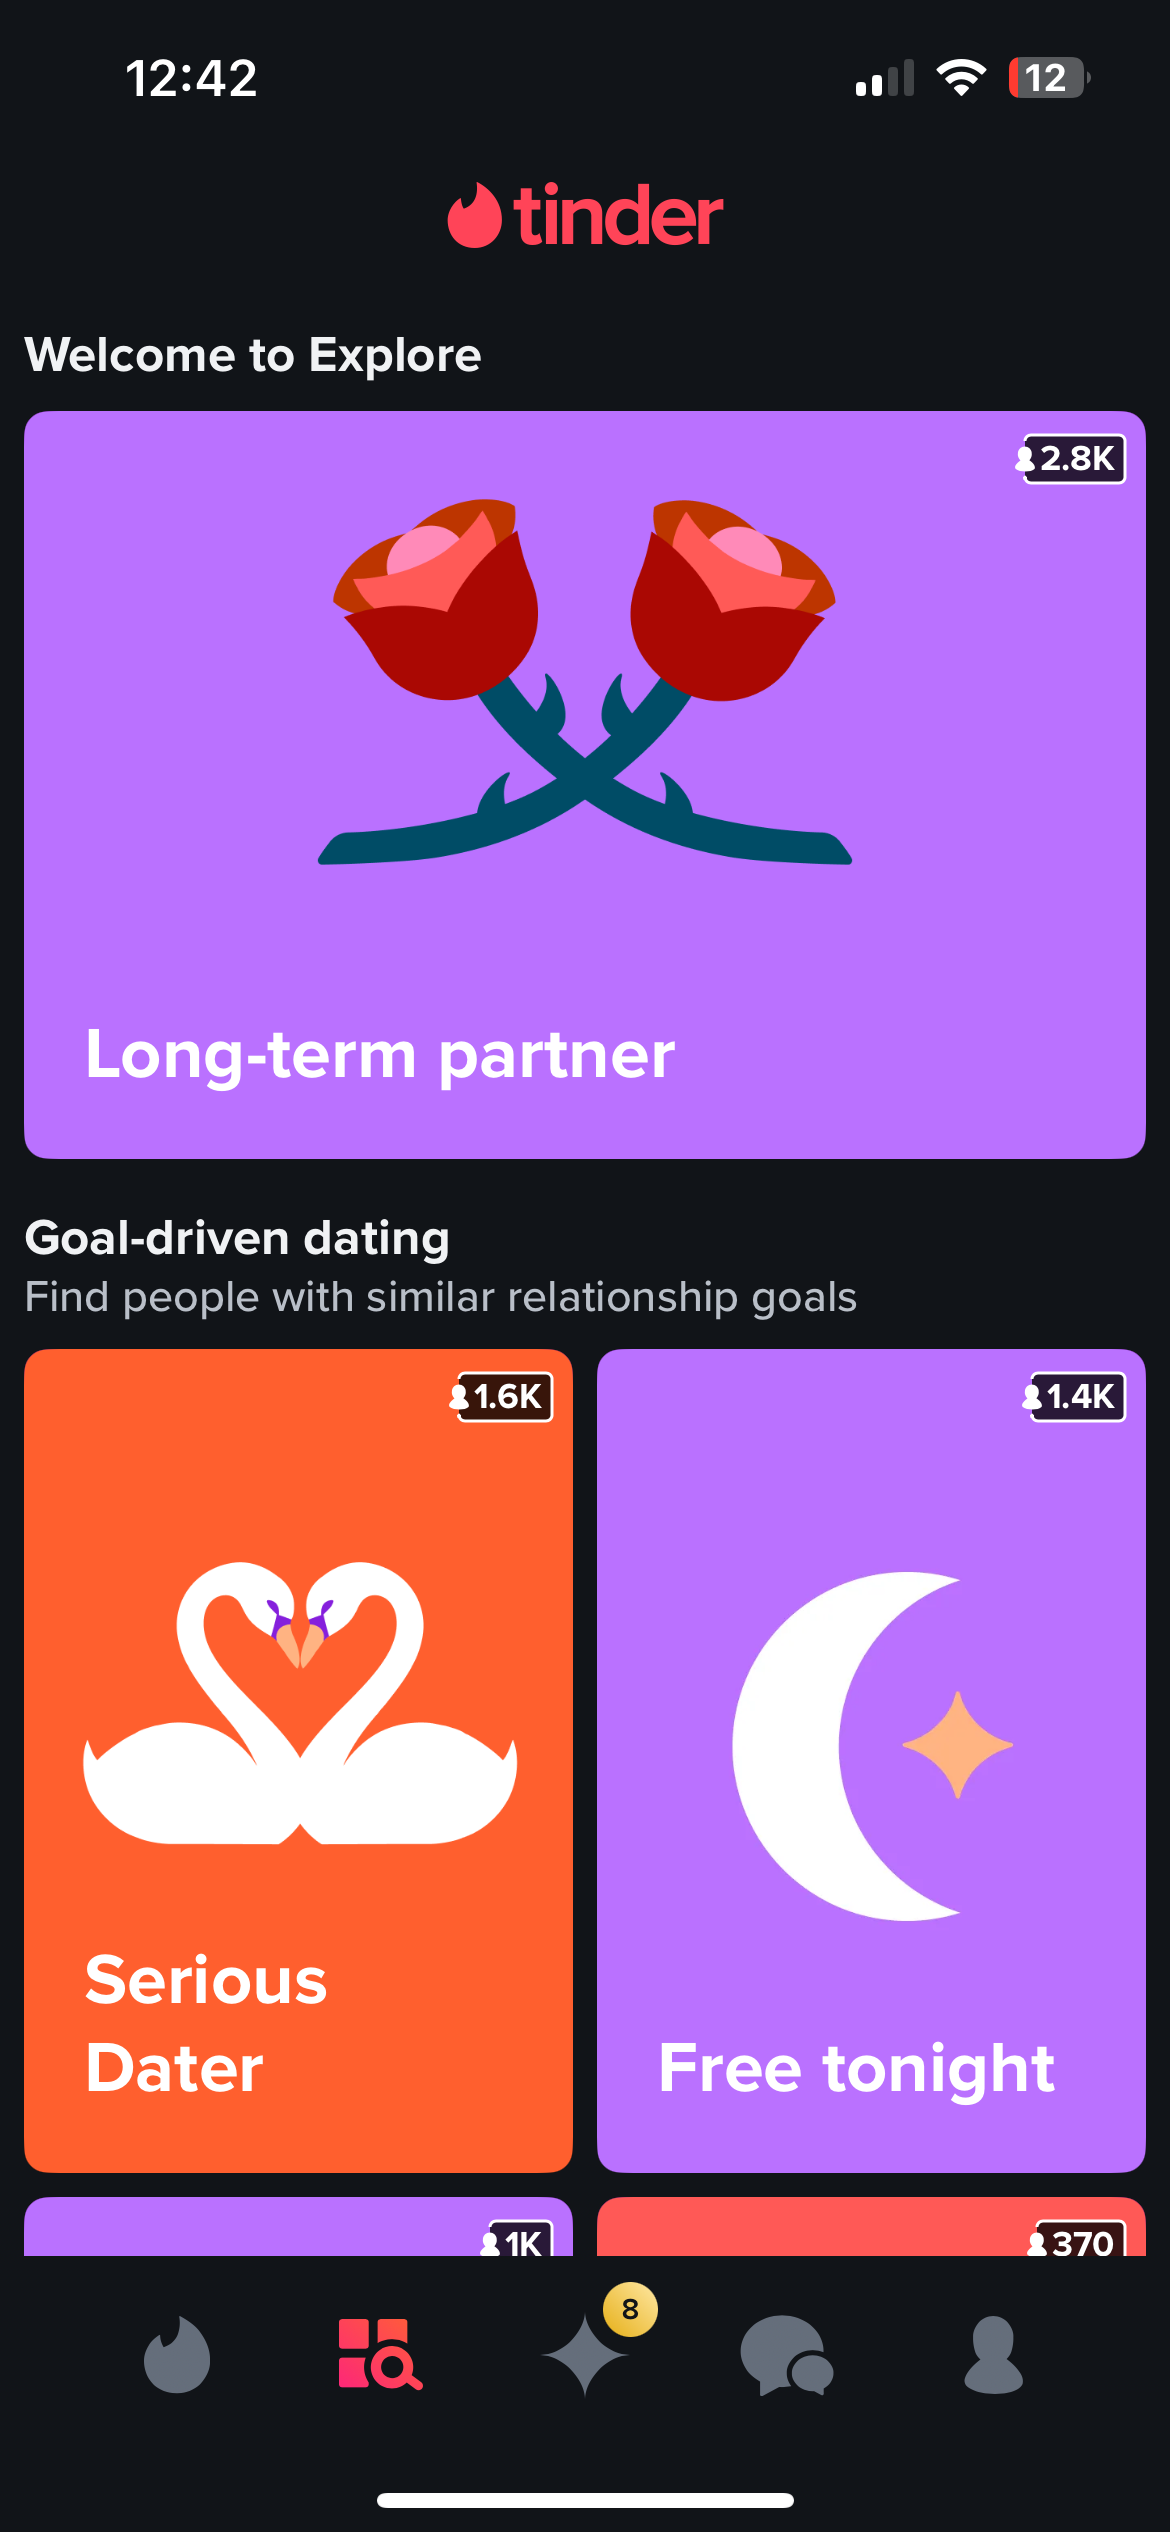 12:42
12
tinder
Welcome to Explore
2.8K
Long-term partner
Goal-driven dating
Find people with similar relationship goals
1.6K
1.4K
Serious
Dater
Free tonight
1K
370
8